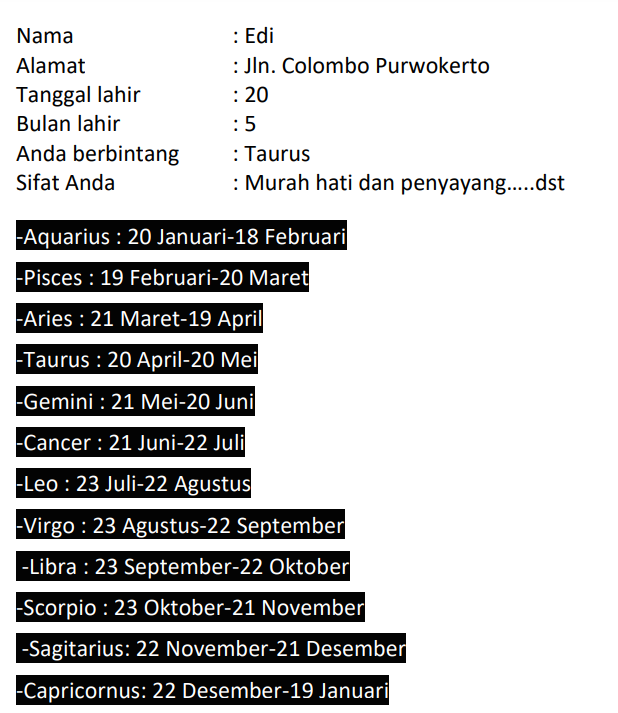 Nama : Edi
Alamat : Jln. Colombo Purwokerto
Tanggal lahir : 20
Bulan lahir : 5
Anda berbintang : Taurus
Sifat Anda : Murah hati dan penyayang…..dst
-Aquarius : 20 Januari-18 Februari
-Pisces : 19 Februari-20 Maret
-Aries : 21 Maret-19 April
-Taurus : 20 April-20 Mei
-Gemini : 21 Mei-20 Juni
-Cancer : 21 Juni-22 Juli
-Leo : 23 Juli-22 Agustus
-Virgo : 23 Agustus-22 September
-Libra : 23 September-22 Oktober
-Scorpio : 23 Oktober-21 November
-Sagitarius: 22 November-21 Desember
-Capricornus: 22 Desember-19 Januari